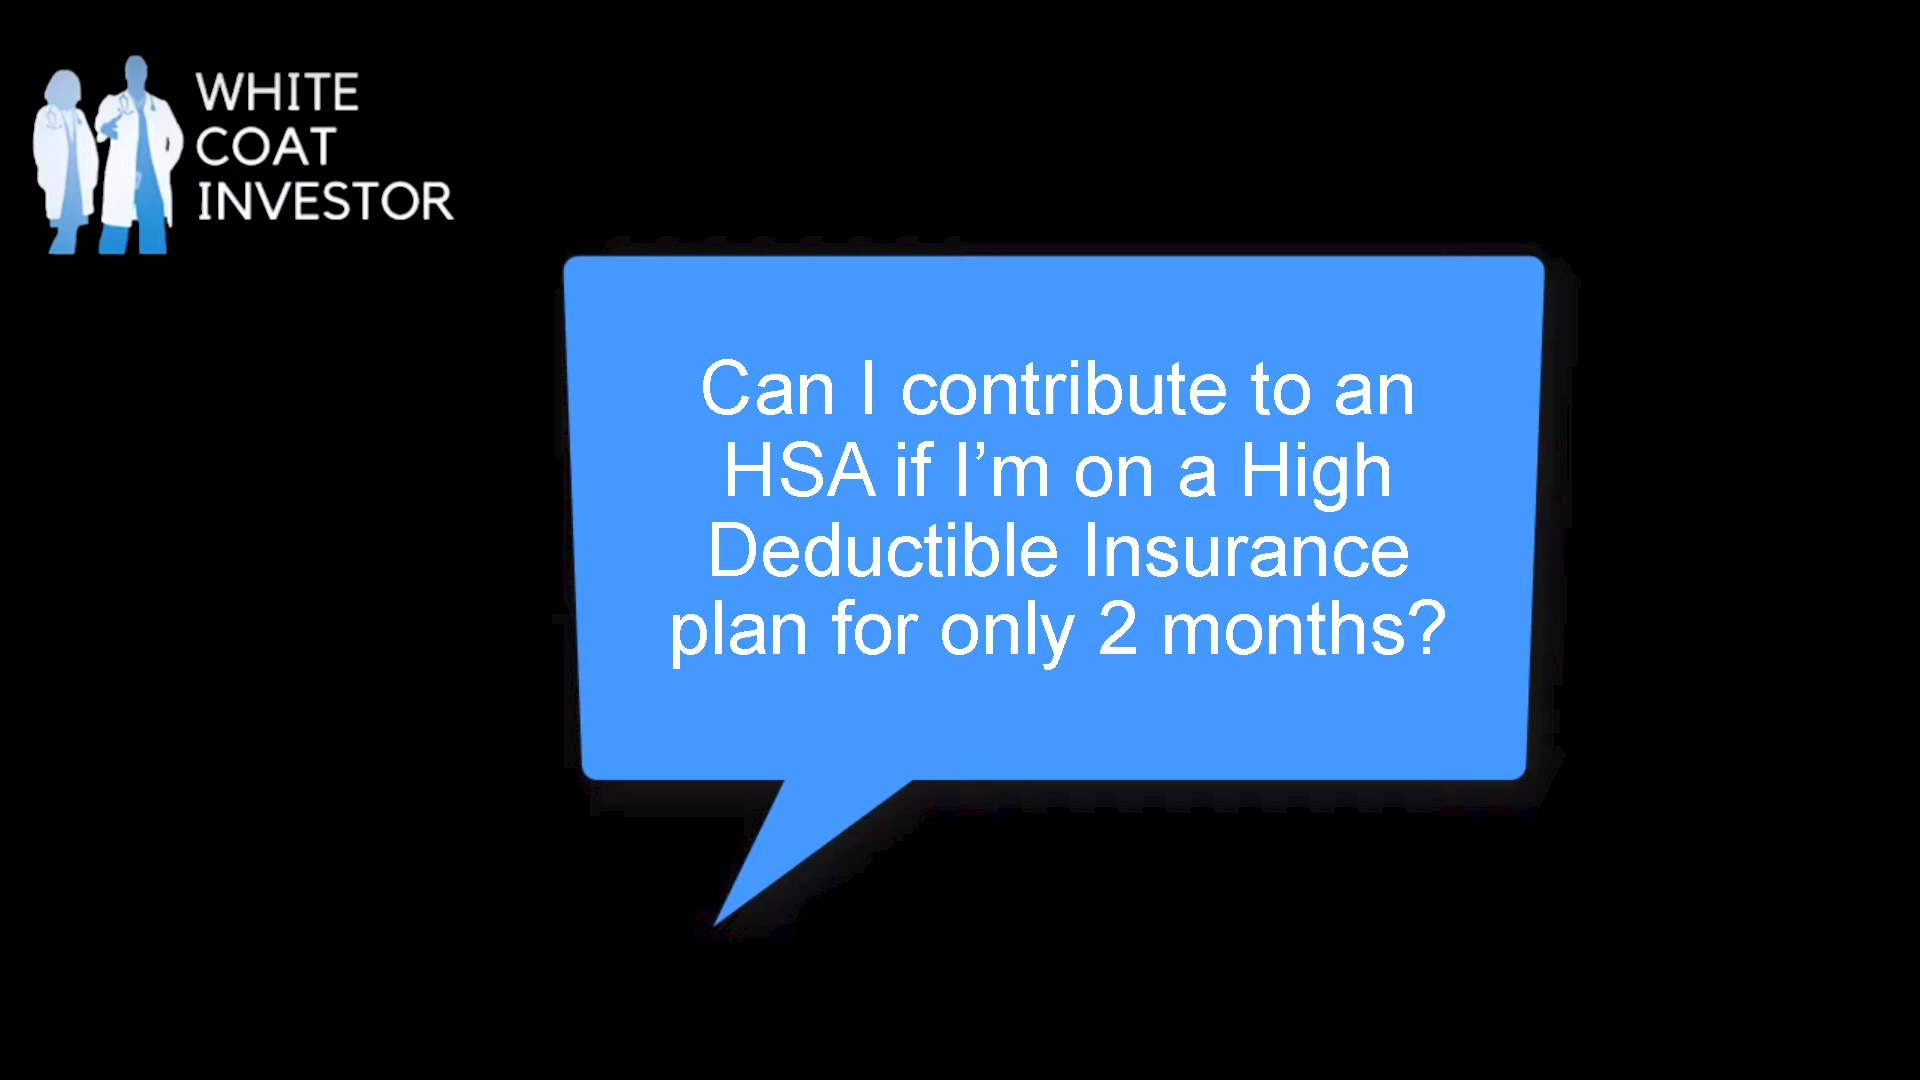 WHITE
COAT
INVESTOR
Can I contribute to an
HSA if I’m on a High
Deductible Insurance
plan for only 2 months?